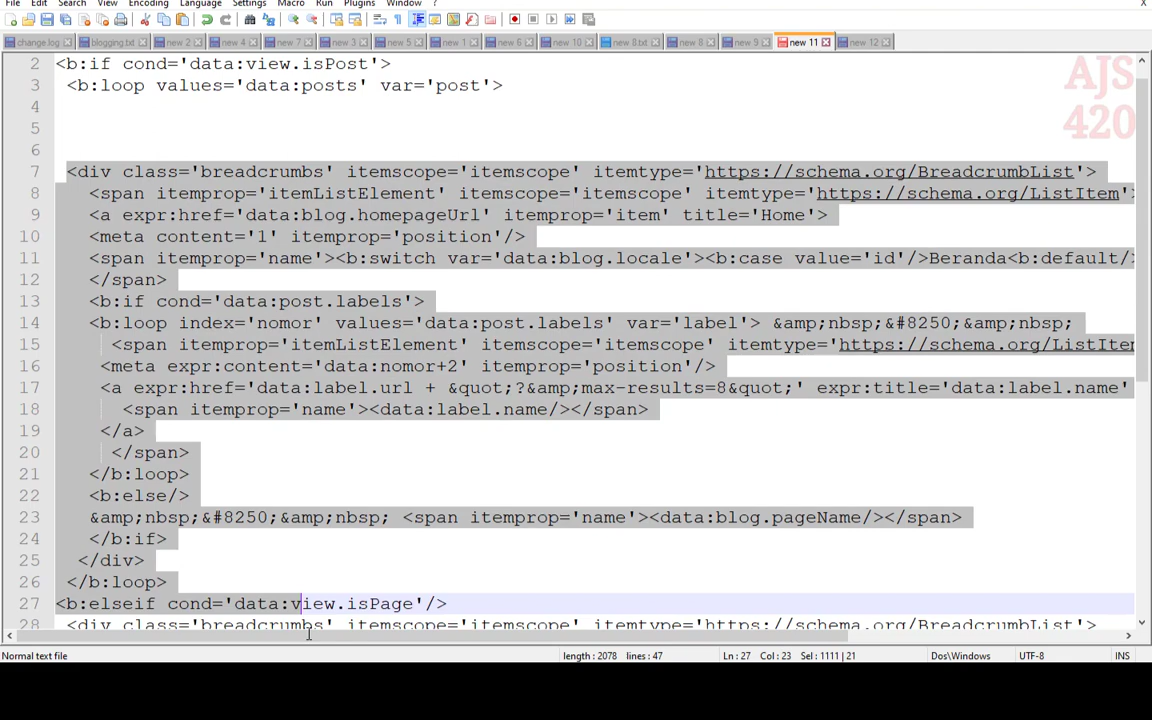 File Edit Search View Encoding Language Settings Macro Run Plugins Window ? X
change.log blogging.txt new 2 new 4 new 7 new 3 new 5 new 1 new 6 new 10 new 8.txt new 8 new 9 new 11 new 12
AJS
420
2 <b:if cond='data:view.isPost'>
3 <b:loop values='data:posts' var='post'>
4
5
6
7 <div class='breadcrumbs' itemscope='itemscope' itemtype='https://schema.org/BreadcrumbList'>
8 <span itemprop='itemListElement' itemscope='itemscope' itemtype='https://schema.org/ListItem'>
9 <a expr:href='data:blog.homepageUrl' itemprop='item' title='Home'>
10 <meta content='1' itemprop='position'/>
11 <span itemprop='name'><b:switch var='data:blog.locale'><b:case value='id'/>Beranda<b:default/>
12 </span>
13 <b:if cond='data:post.labels'>
14 <b:loop index='nomor' values='data:post.labels' var='label'> &amp;nbsp;&#8250;&amp;nbsp;
15 <span itemprop='itemListElement' itemscope='itemscope' itemtype='https://schema.org/ListItem
16 <meta expr:content='data:nomor+2' itemprop='position'/>
17 <a expr:href='data:label.url + &quot;?&amp;max-results=8&quot;' expr:title='data:label.name'
18 <span itemprop='name'><data:label.name/></span>
19 </a>
20 </span>
21 </b:loop>
22 <b:else/>
23 &amp;nbsp;&#8250;&amp;nbsp; <span itemprop='name'><data:blog.pageName/></span>
24 </b:if>
25 </div>
26 </b:loop>
27 <b:elseif cond='data:view.isPage'/>
28 <div class='breadcrumbs' itemscope='itemscope' itemtype='https://schema.org/BreadcrumbList'>
Normal text file length : 2078 lines : 47 Ln : 27 Col : 23 Sel : 1111 | 21 Dos\Windows UTF-8 INS